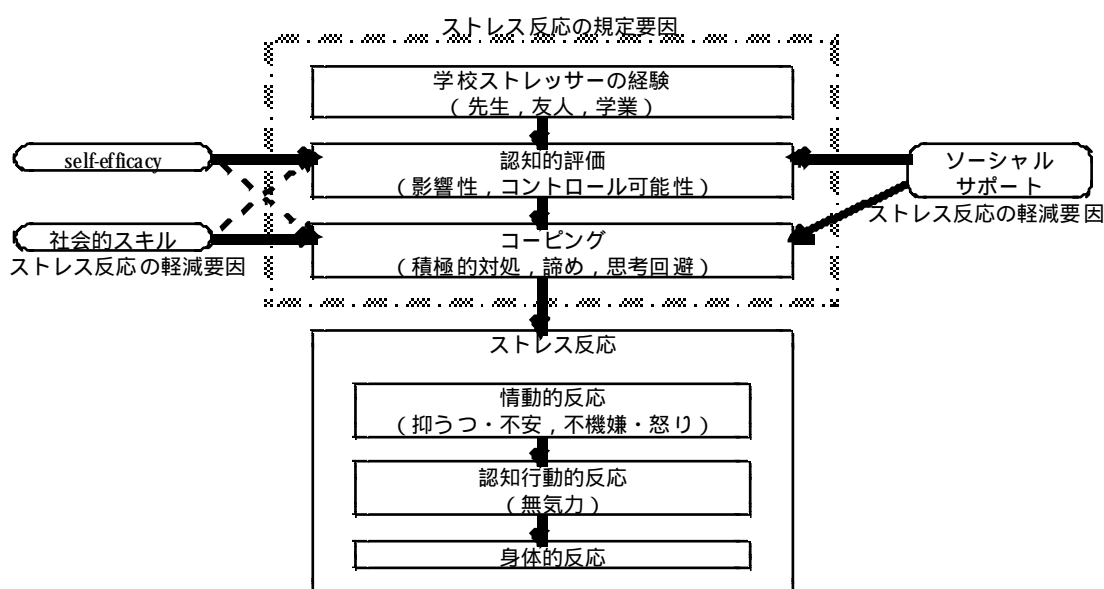 ストレス反応の規定要因
学校ストレッサーの経験
（先生，友人，学業）
self-efficacy
認知的評価
（影響性，コントロール可能性）
ソーシャル
サポート
ストレス反応の軽減要因
社会的スキル
ストレス反応の軽減要因
コーピング
（積極的対処，諦め，思考回避）
ストレス反応
情動的反応
（抑うつ・不安，不機嫌・怒り）
認知行動的反応
（無気力）
身体的反応